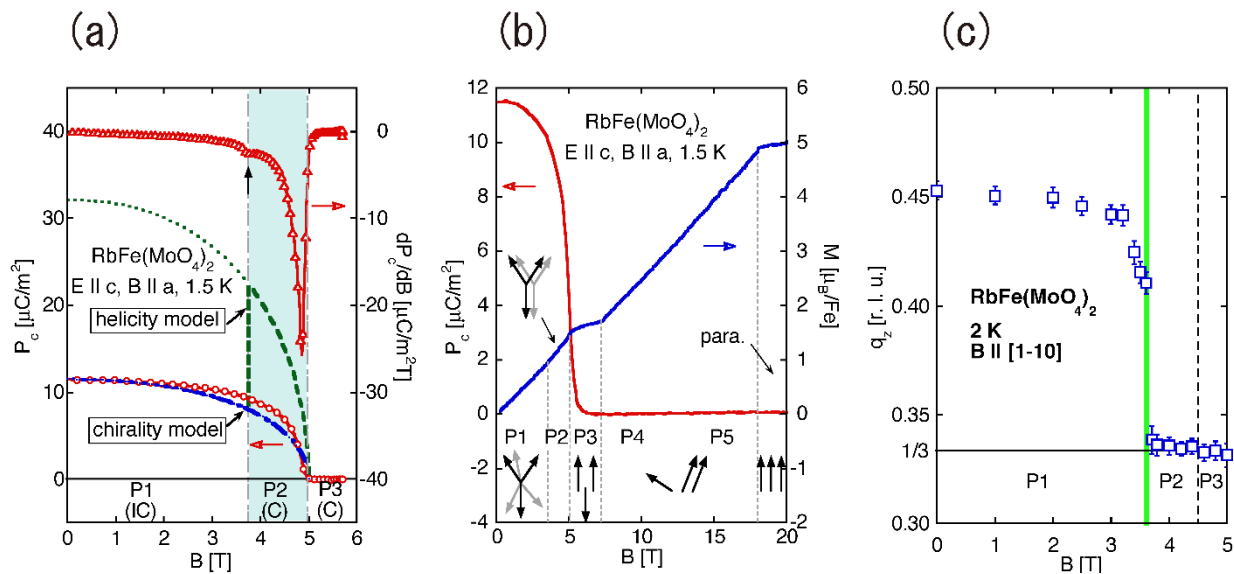 (a)
40
30
20
10
0
P_c [μC/m²]
RbFe(MoO₄)₂
E || c, B || a, 1.5 K
helicity model
chirality model
P1
(IC)
P2
(C)
P3
(C)
0
-10
-20
-30
-40
dP_c/dB [μC/m²T]
0 1 2 3 4 5 6
B [T]
(b)
12
10
8
6
4
2
0
-2
-4
P_c [μC/m²]
RbFe(MoO₄)₂
E || c, B || a, 1.5 K
para.
P1 P2 P3 P4 P5
6
5
4
3
2
1
0
-1
-2
M [μ_B/Fe]
0 5 10 15 20
B [T]
(c)
0.50
0.45
0.40
0.35
1/3
0.30
q_z [r. l. u.]
RbFe(MoO₄)₂
2 K
B || [1-10]
P1 P2 P3
0 1 2 3 4 5
B [T]